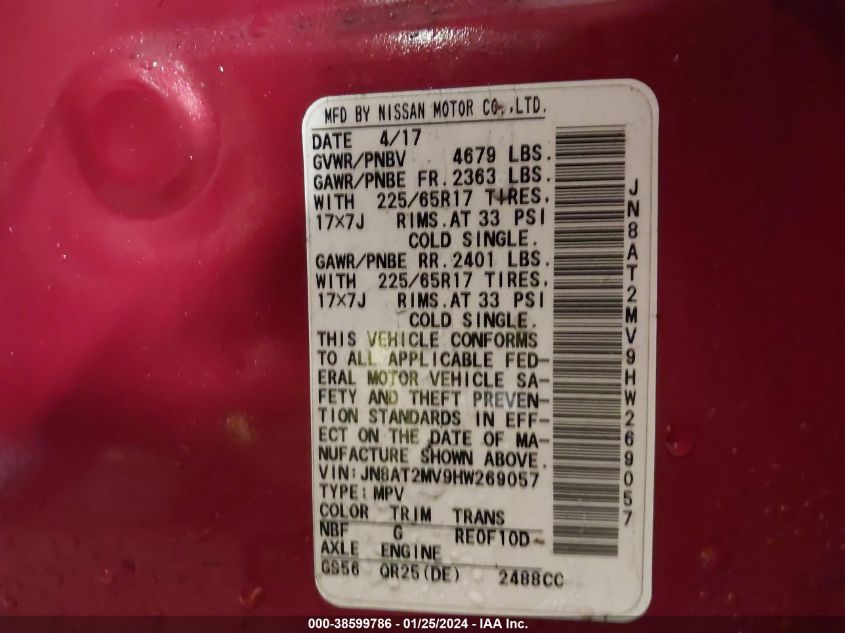 MFD BY NISSAN MOTOR CO.,LTD.
DATE 4/17
GVWR/PNBV 4679 LBS.
GAWR/PNBE FR. 2363 LBS.
WITH 225/65R17 TIRES,
17×7J RIMS.AT 33 PSI
COLD SINGLE.
GAWR/PNBE RR. 2401 LBS.
WITH 225/65R17 TIRES,
17×7J RIMS.AT 33 PSI
COLD SINGLE.
THIS VEHICLE CONFORMS
TO ALL APPLICABLE FED-
ERAL MOTOR VEHICLE SA-
FETY AND THEFT PREVEN-
TION STANDARDS IN EFF-
ECT ON THE DATE OF MA-
NUFACTURE SHOWN ABOVE.
VIN:JN8AT2MV9HW269057
TYPE:MPV
COLOR TRIM TRANS
NBF G RE0F10D-
AXLE ENGINE
GS56 QR25(DE) 2488CC
JN8AT2MV9HW269057
000-38599786 — 01/25/2024 — IAA Inc.